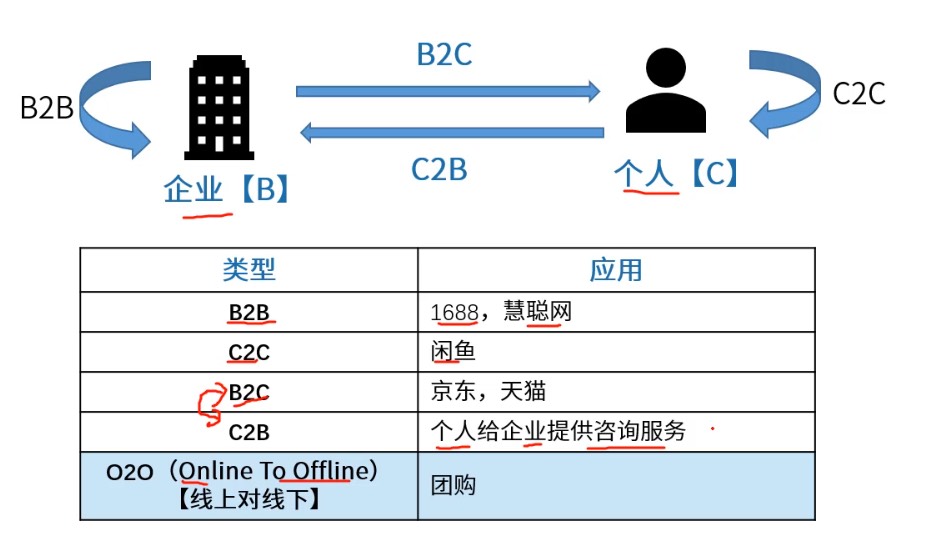 B2C
B2B
C2C
C2B
企业【B】
个人【C】
类型 应用
B2B 1688，慧聪网
C2C 闲鱼
B2C 京东，天猫
C2B 个人给企业提供咨询服务
O2O（Online To Offline）
【线上对线下】 团购